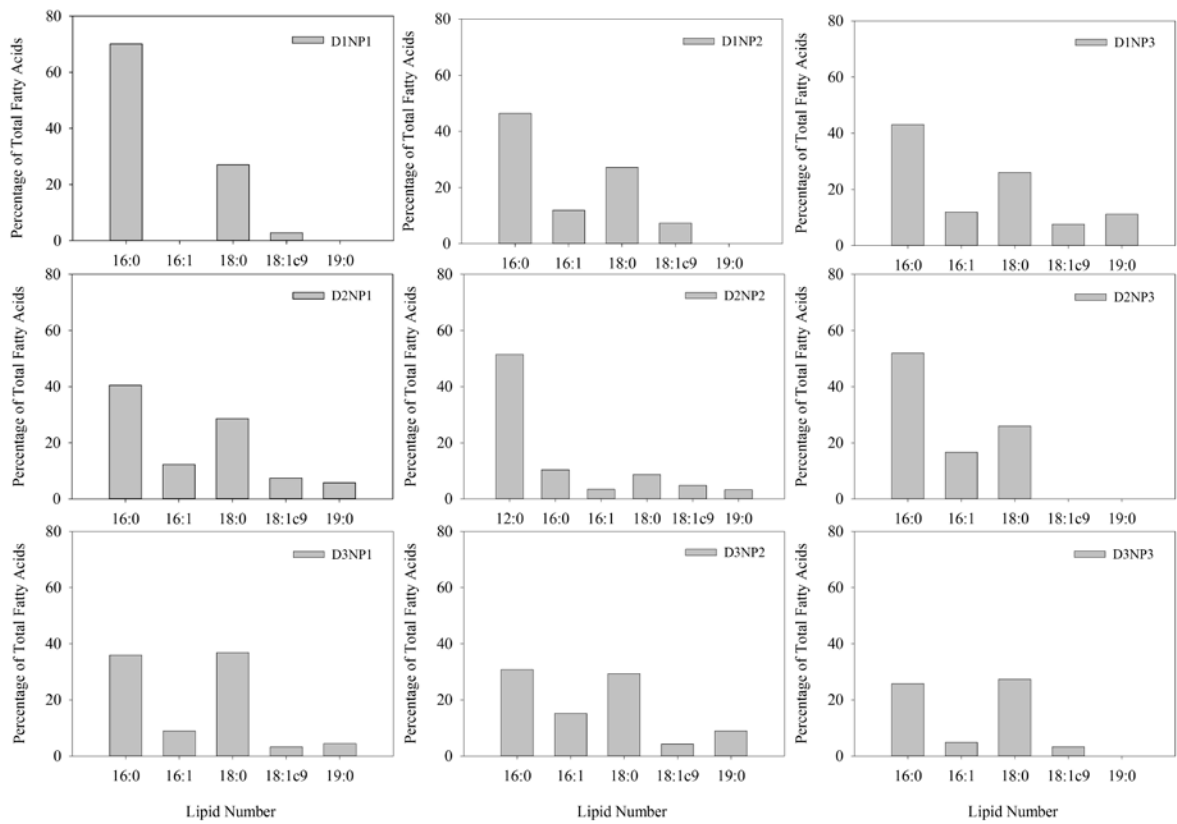 Percentage of Total Fatty Acids
80
60
40
20
0
D1NP1
16:0 16:1 18:0 18:1c9 19:0
Percentage of Total Fatty Acids
80
60
40
20
0
D1NP2
16:0 16:1 18:0 18:1c9 19:0
Percentage of Total Fatty Acids
80
60
40
20
0
D1NP3
16:0 16:1 18:0 18:1c9 19:0
Percentage of Total Fatty Acids
80
60
40
20
0
D2NP1
16:0 16:1 18:0 18:1c9 19:0
Percentage of Total Fatty Acids
80
60
40
20
0
D2NP2
12:0 16:0 16:1 18:0 18:1c9 19:0
Percentage of Total Fatty Acids
80
60
40
20
0
D2NP3
16:0 16:1 18:0 18:1c9 19:0
Percentage of Total Fatty Acids
80
60
40
20
0
D3NP1
16:0 16:1 18:0 18:1c9 19:0
Lipid Number
Percentage of Total Fatty Acids
80
60
40
20
0
D3NP2
16:0 16:1 18:0 18:1c9 19:0
Lipid Number
Percentage of Total Fatty Acids
80
60
40
20
0
D3NP3
16:0 16:1 18:0 18:1c9 19:0
Lipid Number